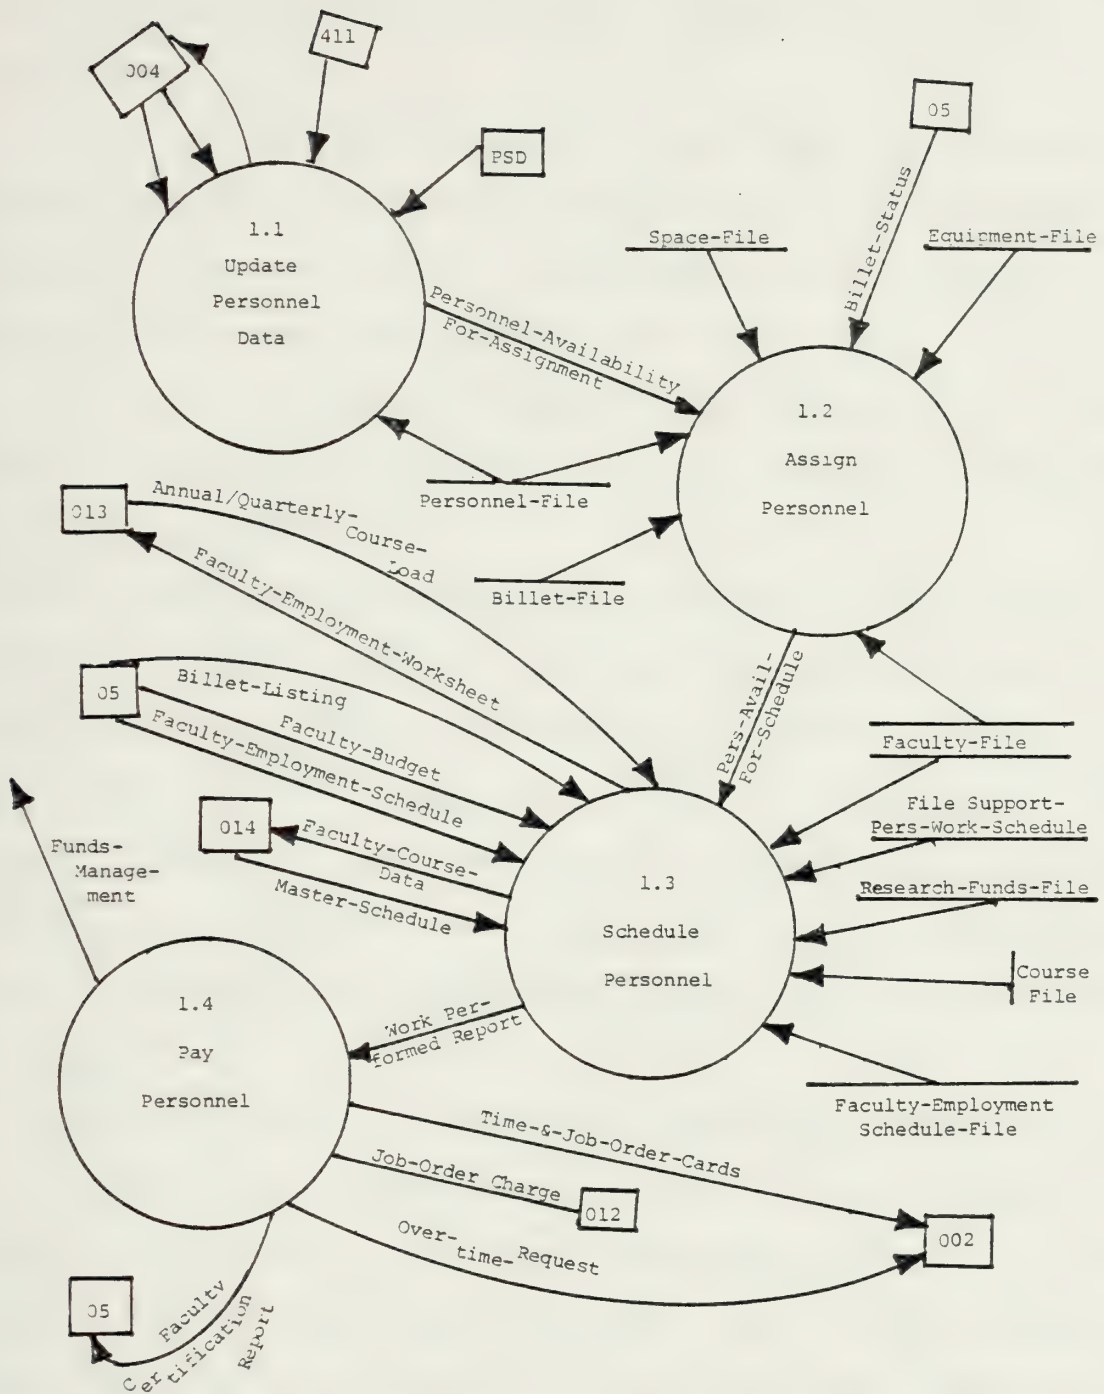 004
411
05
PSD
1.1
Update
Personnel
Data
Space-File
Billet-Status
Equipment-File
Personnel-Availability
For-Assignment
1.2
Assign
Personnel
Personnel-File
Billet-File
013
Annual/Quarterly-
Course-
Load
Faculty-Employment-Worksheet
05
Billet-Listing
Faculty-Budget
Faculty-Employment-Schedule
Pers-Avail-
For-Schedule
Faculty-File
File Support-
Pers-Work-Schedule
Research-Funds-File
Course
File
Faculty-Employment
Schedule-File
014
Faculty-Course-
Data
Master-Schedule
1.3
Schedule
Personnel
Funds-
Manage-
ment
Work Per-
formed Report
1.4
Pay
Personnel
Time-&-Job-Order-Cards
Job-Order Charge
012
Over-
time-
Request
002
05
Faculty
Certification
Report